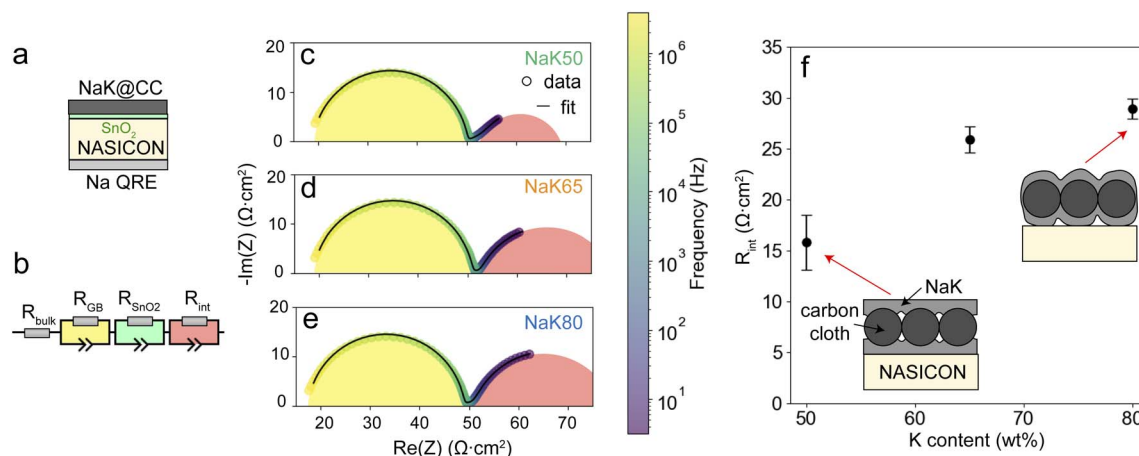 a
NaK@CC
SnO2
NASICON
Na QRE
b
Rbulk
RGB
RSnO2
Rint
c
NaK50
data
fit
20
10
0
d
NaK65
20
10
0
e
NaK80
20
10
0
-Im(Z) (Ω·cm²)
20 30 40 50 60 70
Re(Z) (Ω·cm²)
10⁶
10⁵
10⁴
10³
10²
10¹
Frequency (Hz)
f
35
30
25
20
15
10
5
0
Rint (Ω·cm²)
NaK
carbon
cloth
NASICON
50 60 70 80
K content (wt%)